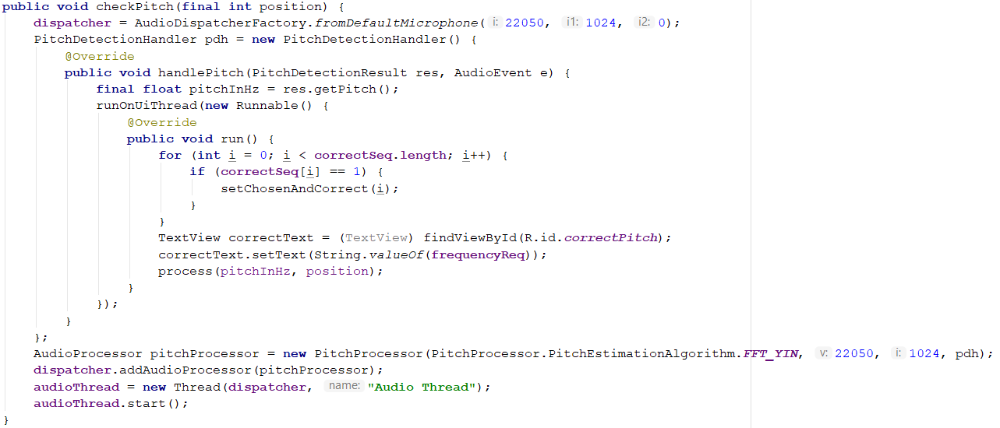 public void checkPitch(final int position) {
    dispatcher = AudioDispatcherFactory.fromDefaultMicrophone( i: 22050, i1: 1024, i2: 0);
    PitchDetectionHandler pdh = new PitchDetectionHandler() {
        @Override
        public void handlePitch(PitchDetectionResult res, AudioEvent e) {
            final float pitchInHz = res.getPitch();
            runOnUiThread(new Runnable() {
                @Override
                public void run() {
                    for (int i = 0; i < correctSeq.length; i++) {
                        if (correctSeq[i] == 1) {
                            setChosenAndCorrect(i);
                        }
                    }
                    TextView correctText = (TextView) findViewById(R.id.correctPitch);
                    correctText.setText(String.valueOf(frequencyReq));
                    process(pitchInHz, position);
                }
            });
        }
    };
    AudioProcessor pitchProcessor = new PitchProcessor(PitchProcessor.PitchEstimationAlgorithm.FFT_YIN, v: 22050, i: 1024, pdh);
    dispatcher.addAudioProcessor(pitchProcessor);
    audioThread = new Thread(dispatcher, name: "Audio Thread");
    audioThread.start();
}